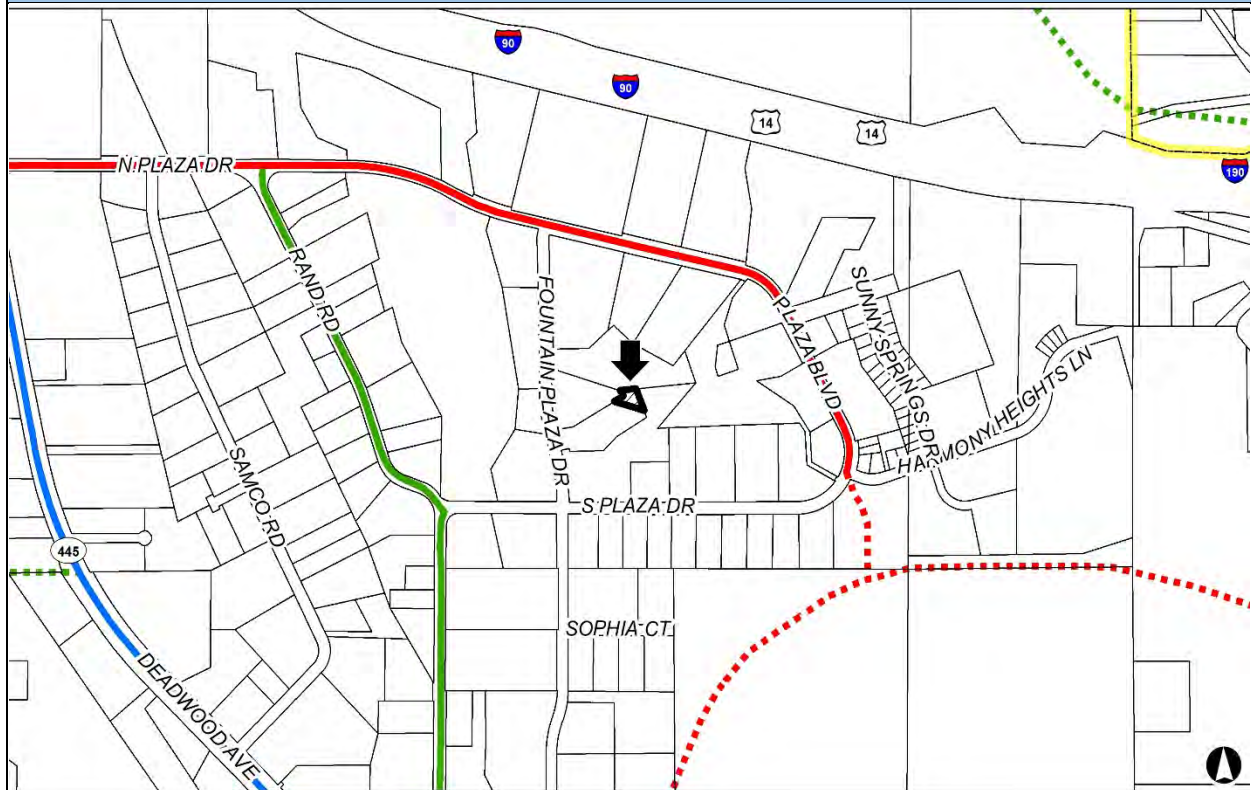 90
90
14
14
190
N PLAZA DR
RAND RD
FOUNTAIN PLAZA DR
PLAZA BLVD
SUNNY SPRINGS DR
HARMONY HEIGHTS LN
SAMCO RD
S PLAZA DR
445
SOPHIA CT
DEADWOOD AVE